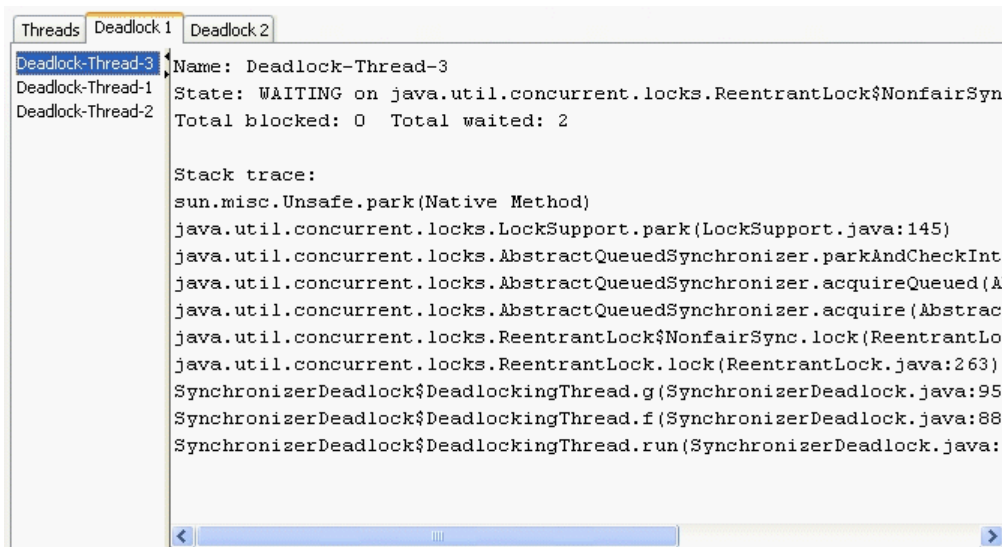 Threads Deadlock 1 Deadlock 2
Deadlock-Thread-3
Deadlock-Thread-1
Deadlock-Thread-2
Name: Deadlock-Thread-3
State: WAITING on java.util.concurrent.locks.ReentrantLock$NonfairSyn
Total blocked: 0 Total waited: 2
Stack trace:
sun.misc.Unsafe.park(Native Method)
java.util.concurrent.locks.LockSupport.park(LockSupport.java:145)
java.util.concurrent.locks.AbstractQueuedSynchronizer.parkAndCheckInt
java.util.concurrent.locks.AbstractQueuedSynchronizer.acquireQueued(A
java.util.concurrent.locks.AbstractQueuedSynchronizer.acquire(Abstrac
java.util.concurrent.locks.ReentrantLock$NonfairSync.lock(ReentrantLo
java.util.concurrent.locks.ReentrantLock.lock(ReentrantLock.java:263)
SynchronizerDeadlock$DeadlockingThread.g(SynchronizerDeadlock.java:95
SynchronizerDeadlock$DeadlockingThread.f(SynchronizerDeadlock.java:88
SynchronizerDeadlock$DeadlockingThread.run(SynchronizerDeadlock.java: